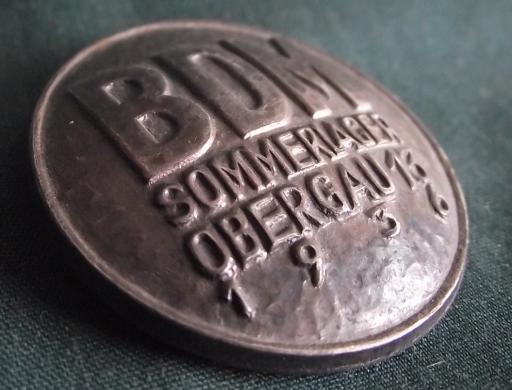 BDM
SOMMERLAGER
OBERGAU 16
1936